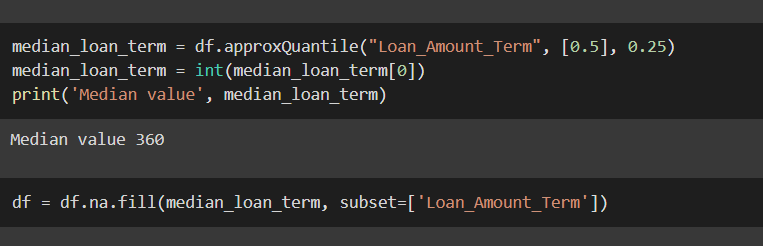 median_loan_term = df.approxQuantile("Loan_Amount_Term", [0.5], 0.25)
median_loan_term = int(median_loan_term[0])
print('Median value', median_loan_term)
Median value 360
df = df.na.fill(median_loan_term, subset=['Loan_Amount_Term'])